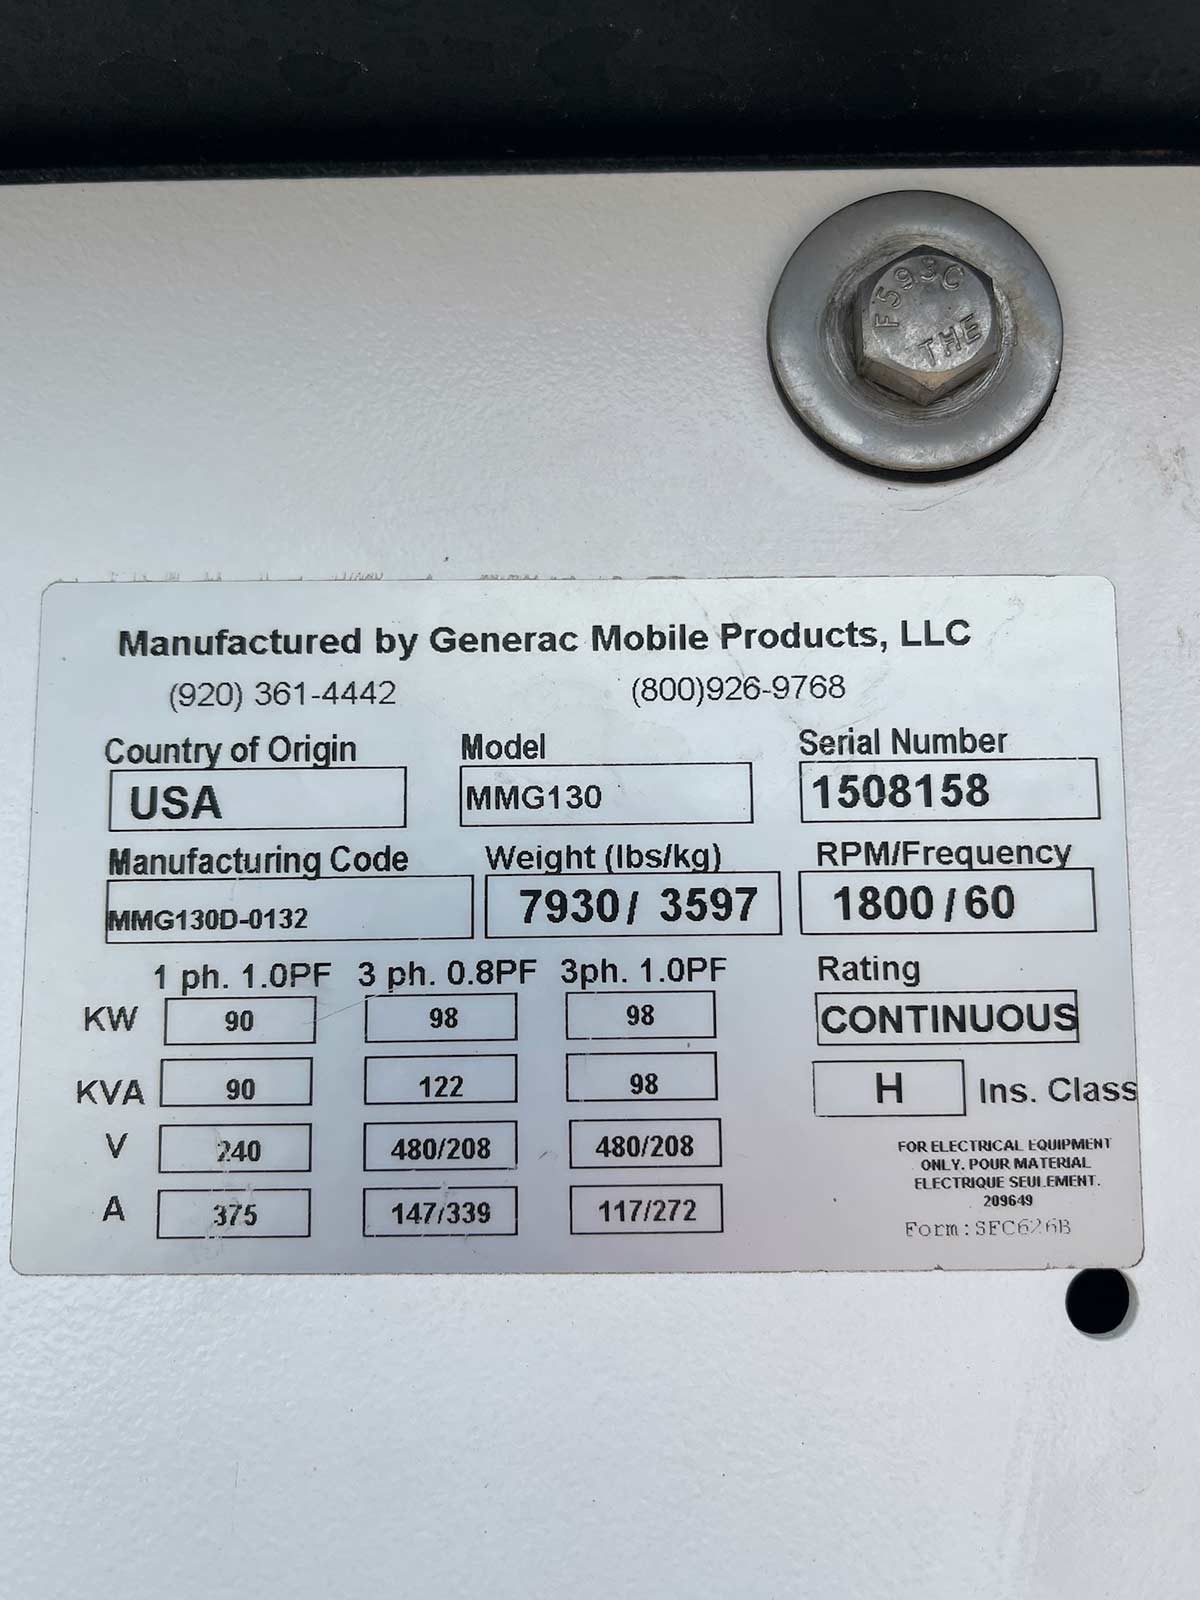 F593C
THE
Manufactured by Generac Mobile Products, LLC
(920) 361-4442 (800)926-9768
Country of Origin Model Serial Number
USA MMG130 1508158
Manufacturing Code Weight (lbs/kg) RPM/Frequency
MMG130D-0132 7930/ 3597 1800/60
1 ph. 1.0PF 3 ph. 0.8PF 3ph. 1.0PF Rating
KW 90 98 98 CONTINUOUS
KVA 90 122 98 H Ins. Class
V 240 480/208 480/208
A 375 147/339 117/272
FOR ELECTRICAL EQUIPMENT
ONLY. POUR MATERIAL
ELECTRIQUE SEULEMENT.
209649
Form:SFC626B